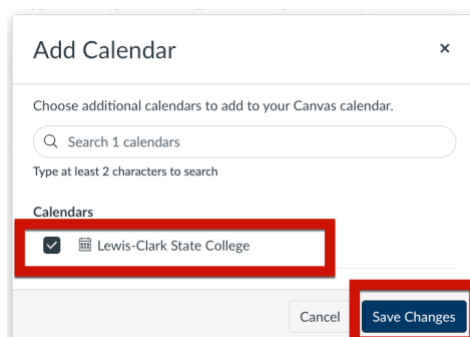 Add Calendar
×
Choose additional calendars to add to your Canvas calendar.
Search 1 calendars
Type at least 2 characters to search
Calendars
Lewis-Clark State College
Cancel Save Changes